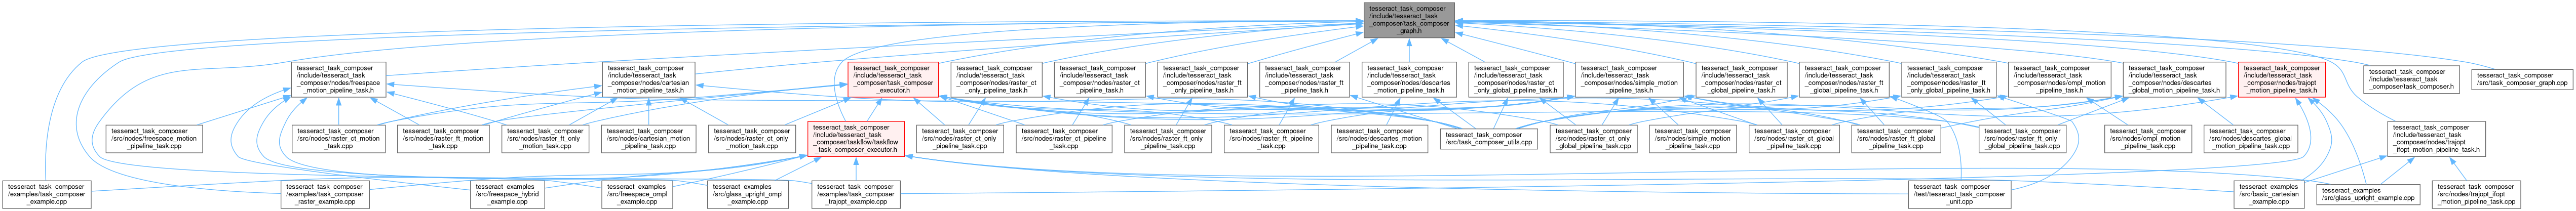 tesseract_task_composer
/include/tesseract_task
_composer/task_composer
_graph.h
tesseract_task_composer
/include/tesseract_task
_composer/nodes/freespace
_motion_pipeline_task.h
tesseract_task_composer
/include/tesseract_task
_composer/nodes/cartesian
_motion_pipeline_task.h
tesseract_task_composer
/include/tesseract_task
_composer/task_composer
_executor.h
tesseract_task_composer
/include/tesseract_task
_composer/nodes/raster_ct
_only_pipeline_task.h
tesseract_task_composer
/include/tesseract_task
_composer/nodes/raster_ct
_pipeline_task.h
tesseract_task_composer
/include/tesseract_task
_composer/nodes/raster_ft
_only_pipeline_task.h
tesseract_task_composer
/include/tesseract_task
_composer/nodes/raster_ft
_pipeline_task.h
tesseract_task_composer
/include/tesseract_task
_composer/nodes/descartes
_motion_pipeline_task.h
tesseract_task_composer
/include/tesseract_task
_composer/nodes/raster_ct
_only_global_pipeline_task.h
tesseract_task_composer
/include/tesseract_task
_composer/nodes/simple_motion
_pipeline_task.h
tesseract_task_composer
/include/tesseract_task
_composer/nodes/raster_ct
_global_pipeline_task.h
tesseract_task_composer
/include/tesseract_task
_composer/nodes/raster_ft
_global_pipeline_task.h
tesseract_task_composer
/include/tesseract_task
_composer/nodes/raster_ft
_only_global_pipeline_task.h
tesseract_task_composer
/include/tesseract_task
_composer/nodes/ompl_motion
_pipeline_task.h
tesseract_task_composer
/include/tesseract_task
_composer/nodes/descartes
_global_motion_pipeline_task.h
tesseract_task_composer
/include/tesseract_task
_composer/nodes/trajopt
_motion_pipeline_task.h
tesseract_task_composer
/include/tesseract_task
_composer/task_composer.h
tesseract_task_composer
/src/task_composer_graph.cpp
tesseract_task_composer
/src/nodes/freespace_motion
_pipeline_task.cpp
tesseract_task_composer
/src/nodes/raster_ct_motion
_task.cpp
tesseract_task_composer
/src/nodes/raster_ft_motion
_task.cpp
tesseract_task_composer
/src/nodes/raster_ft_only
_motion_task.cpp
tesseract_task_composer
/src/nodes/cartesian_motion
_pipeline_task.cpp
tesseract_task_composer
/src/nodes/raster_ct_only
_motion_task.cpp
tesseract_task_composer
/include/tesseract_task
_composer/taskflow/taskflow
_task_composer_executor.h
tesseract_task_composer
/src/nodes/raster_ct_only
_pipeline_task.cpp
tesseract_task_composer
/src/nodes/raster_ct_pipeline
_task.cpp
tesseract_task_composer
/src/nodes/raster_ft_only
_pipeline_task.cpp
tesseract_task_composer
/src/nodes/raster_ft_pipeline
_task.cpp
tesseract_task_composer
/src/nodes/descartes_motion
_pipeline_task.cpp
tesseract_task_composer
/src/task_composer_utils.cpp
tesseract_task_composer
/src/nodes/raster_ct_only
_global_pipeline_task.cpp
tesseract_task_composer
/src/nodes/simple_motion
_pipeline_task.cpp
tesseract_task_composer
/src/nodes/raster_ct_global
_pipeline_task.cpp
tesseract_task_composer
/src/nodes/raster_ft_global
_pipeline_task.cpp
tesseract_task_composer
/src/nodes/raster_ft_only
_global_pipeline_task.cpp
tesseract_task_composer
/src/nodes/ompl_motion
_pipeline_task.cpp
tesseract_task_composer
/src/nodes/descartes_global
_motion_pipeline_task.cpp
tesseract_task_composer
/include/tesseract_task
_composer/nodes/trajopt
_ifopt_motion_pipeline_task.h
tesseract_task_composer
/examples/task_composer
_example.cpp
tesseract_task_composer
/examples/task_composer
_raster_example.cpp
tesseract_examples
/src/freespace_hybrid
_example.cpp
tesseract_examples
/src/freespace_ompl
_example.cpp
tesseract_examples
/src/glass_upright_ompl
_example.cpp
tesseract_task_composer
/examples/task_composer
_trajopt_example.cpp
tesseract_task_composer
/test/tesseract_task_composer
_unit.cpp
tesseract_examples
/src/basic_cartesian
_example.cpp
tesseract_examples
/src/glass_upright_example.cpp
tesseract_task_composer
/src/nodes/trajopt_ifopt
_motion_pipeline_task.cpp